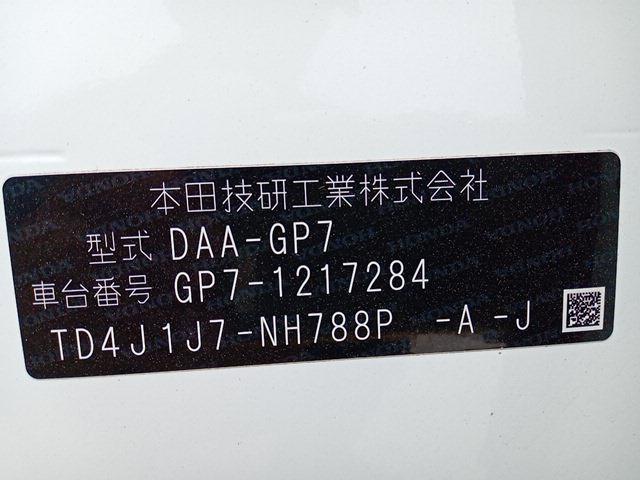 本田技研工業株式会社
型式 DAA-GP7
車台番号 GP7-1217284
TD4J1J7-NH788P -A -J